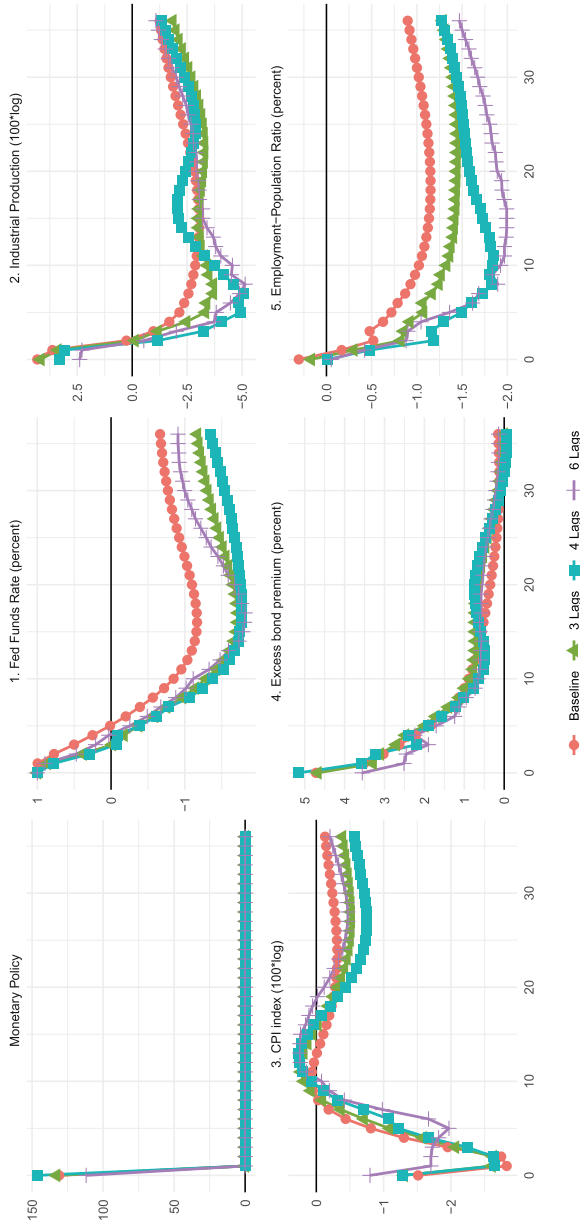 Monetary Policy
150
100
50
0
1. Fed Funds Rate (percent)
1
0
−1
2. Industrial Production (100*log)
2.5
0.0
−2.5
−5.0
3. CPI index (100*log)
0
−1
−2
0 10 20 30
4. Excess bond premium (percent)
5
4
3
2
1
0
0 10 20 30
5. Employment−Population Ratio (percent)
0.0
−0.5
−1.0
−1.5
−2.0
0 10 20 30
Baseline 3 Lags 4 Lags 6 Lags